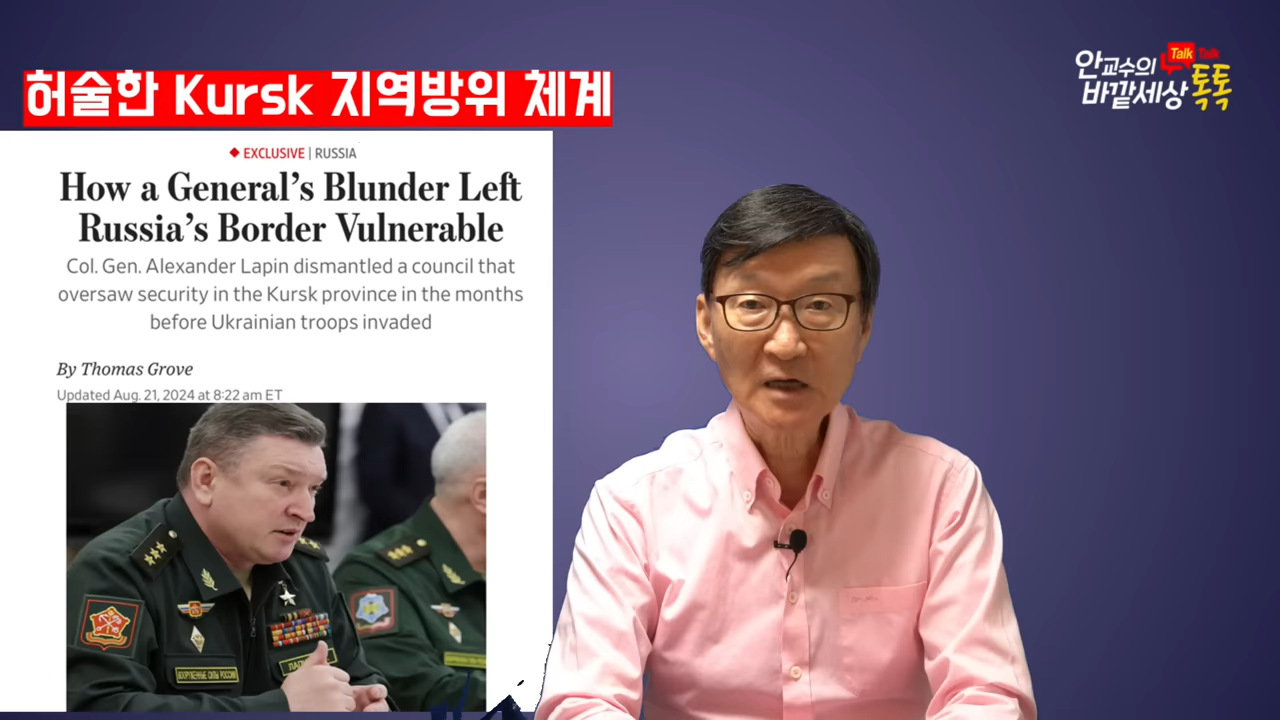 허술한 Kursk 지역방위 체계
Talk Talk
안교수의
바깥세상 톡톡
EXCLUSIVE | RUSSIA
How a General's Blunder Left
Russia's Border Vulnerable
Col. Gen. Alexander Lapin dismantled a council that
oversaw security in the Kursk province in the months
before Ukrainian troops invaded
By Thomas Grove
Updated Aug. 21, 2024 at 8:22 am ET
ВООРУЖЕННЫЕ СИЛЫ РОССИИ